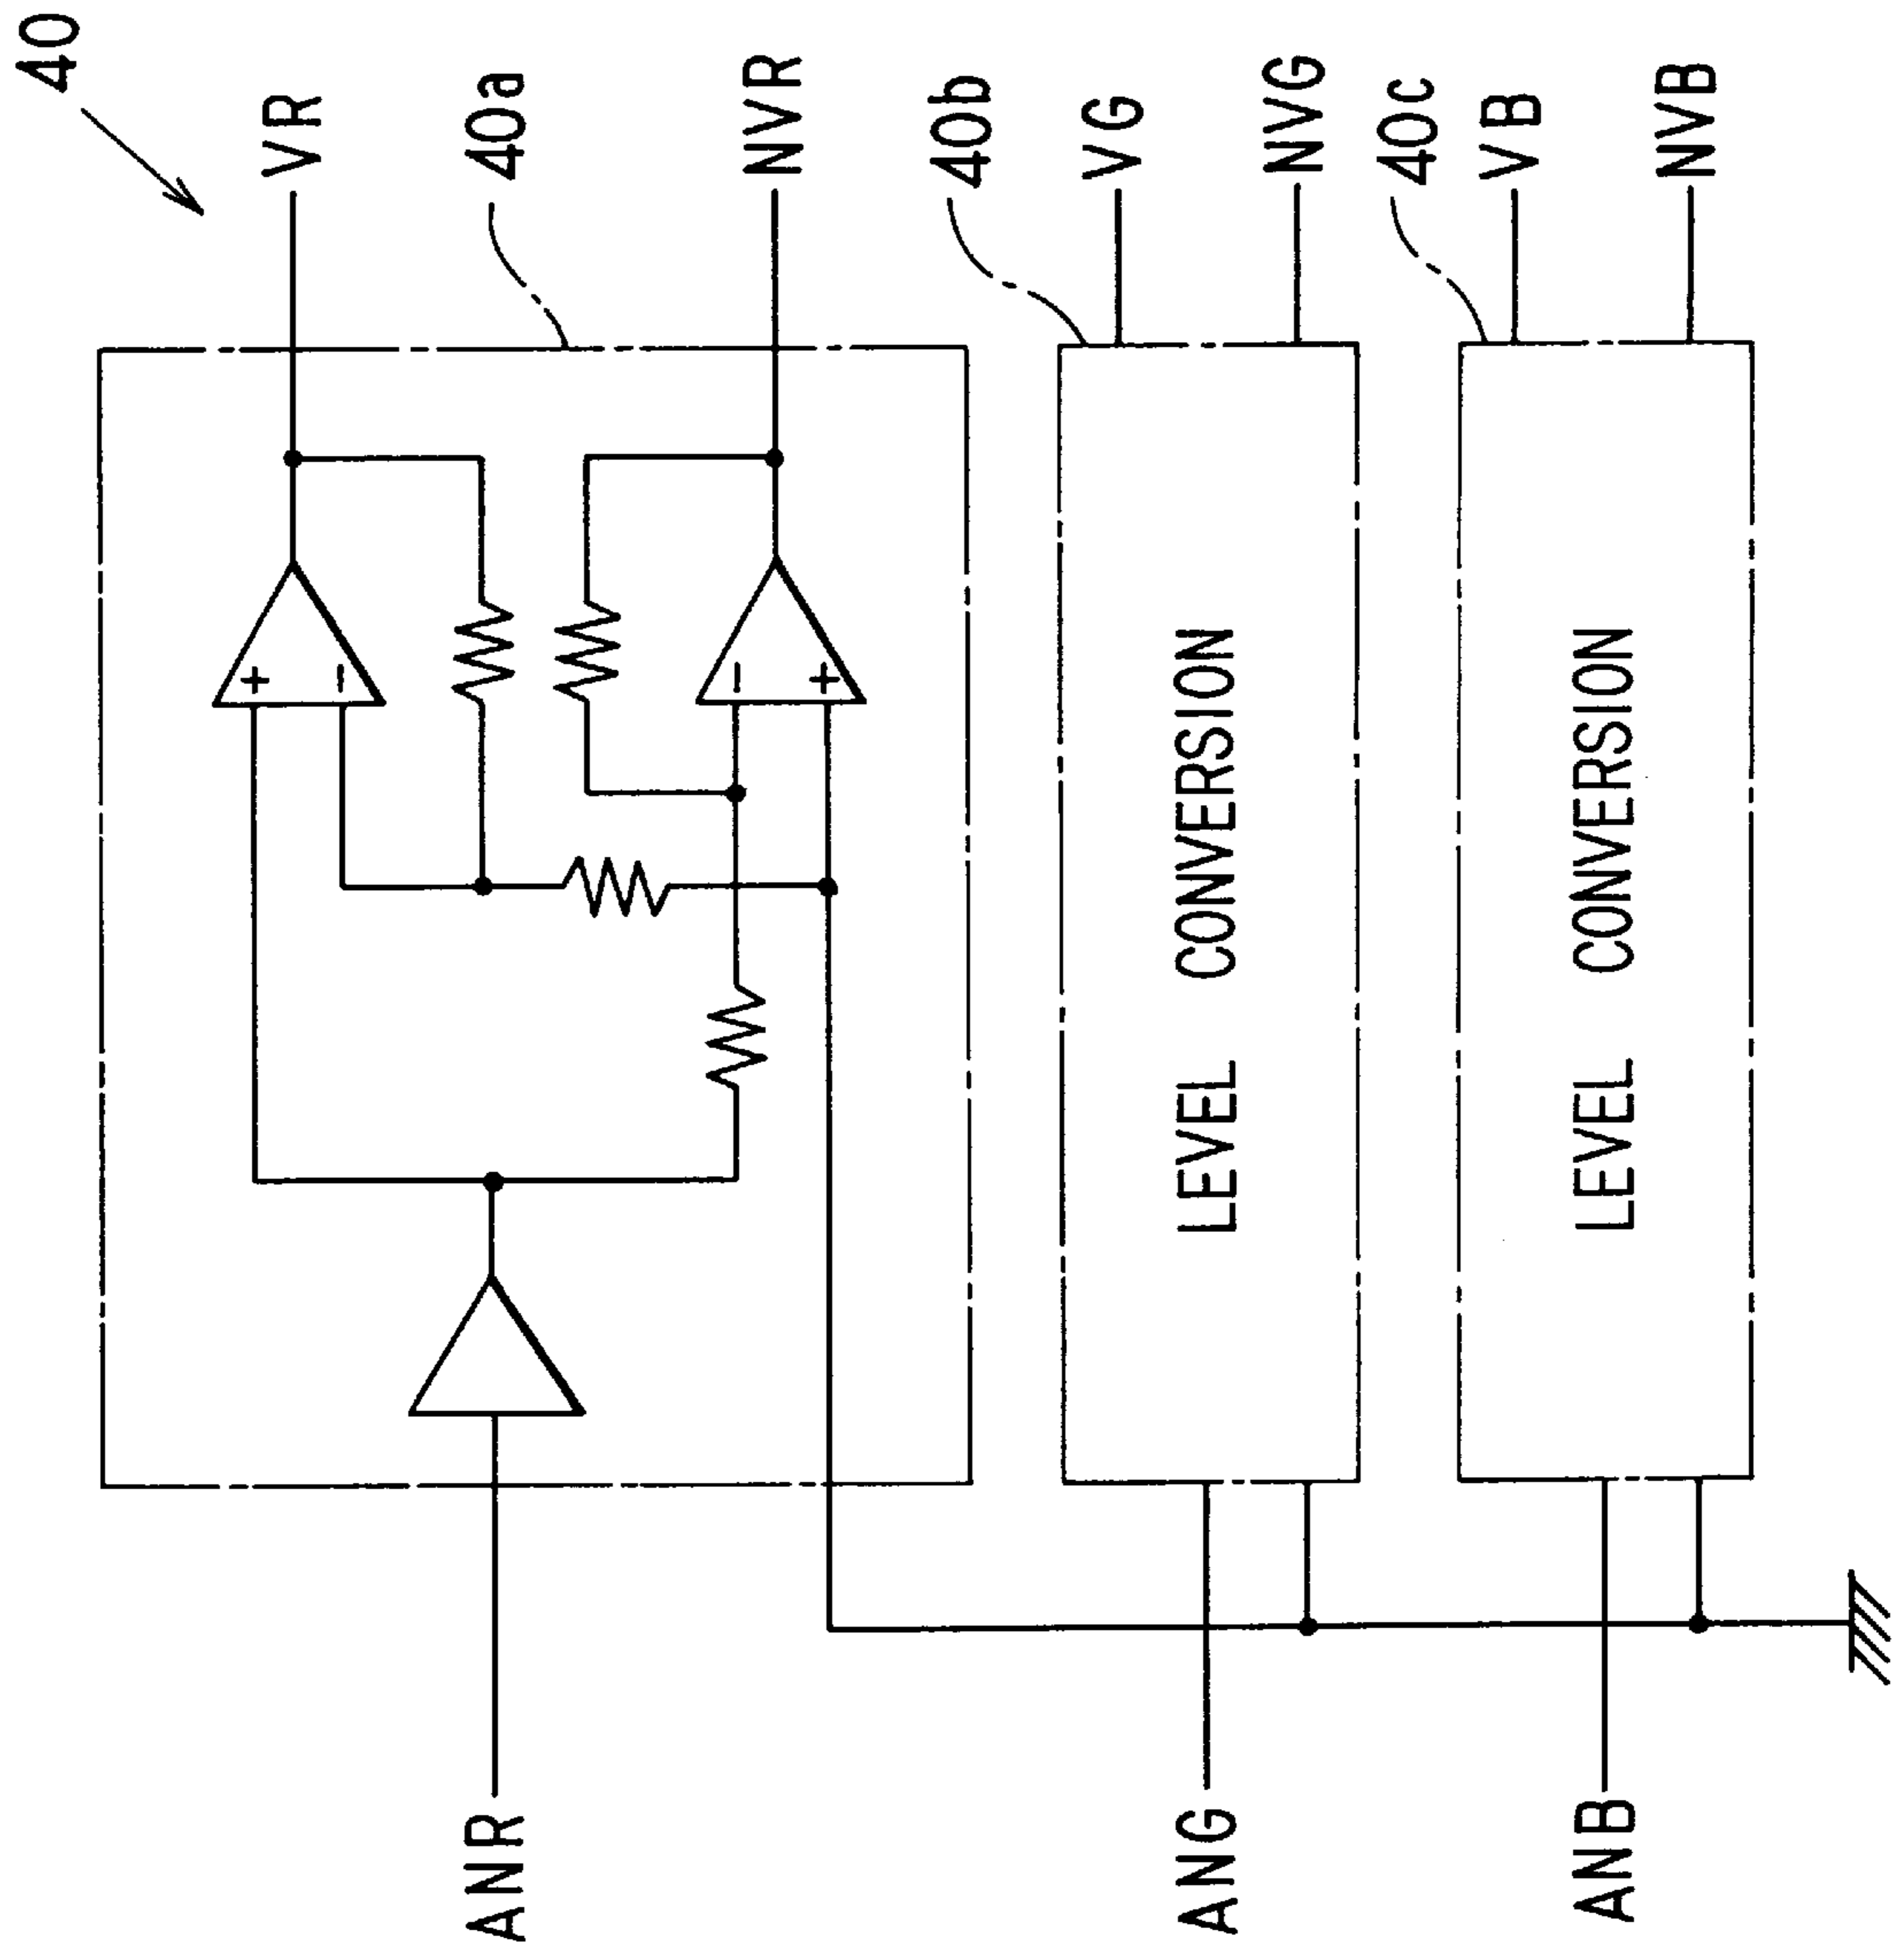 40
VR
40a
NVR
+
−
−
+
ANR
40b
VG
NVG
LEVEL CONVERSION
ANG
40c
VB
NVB
LEVEL CONVERSION
ANB